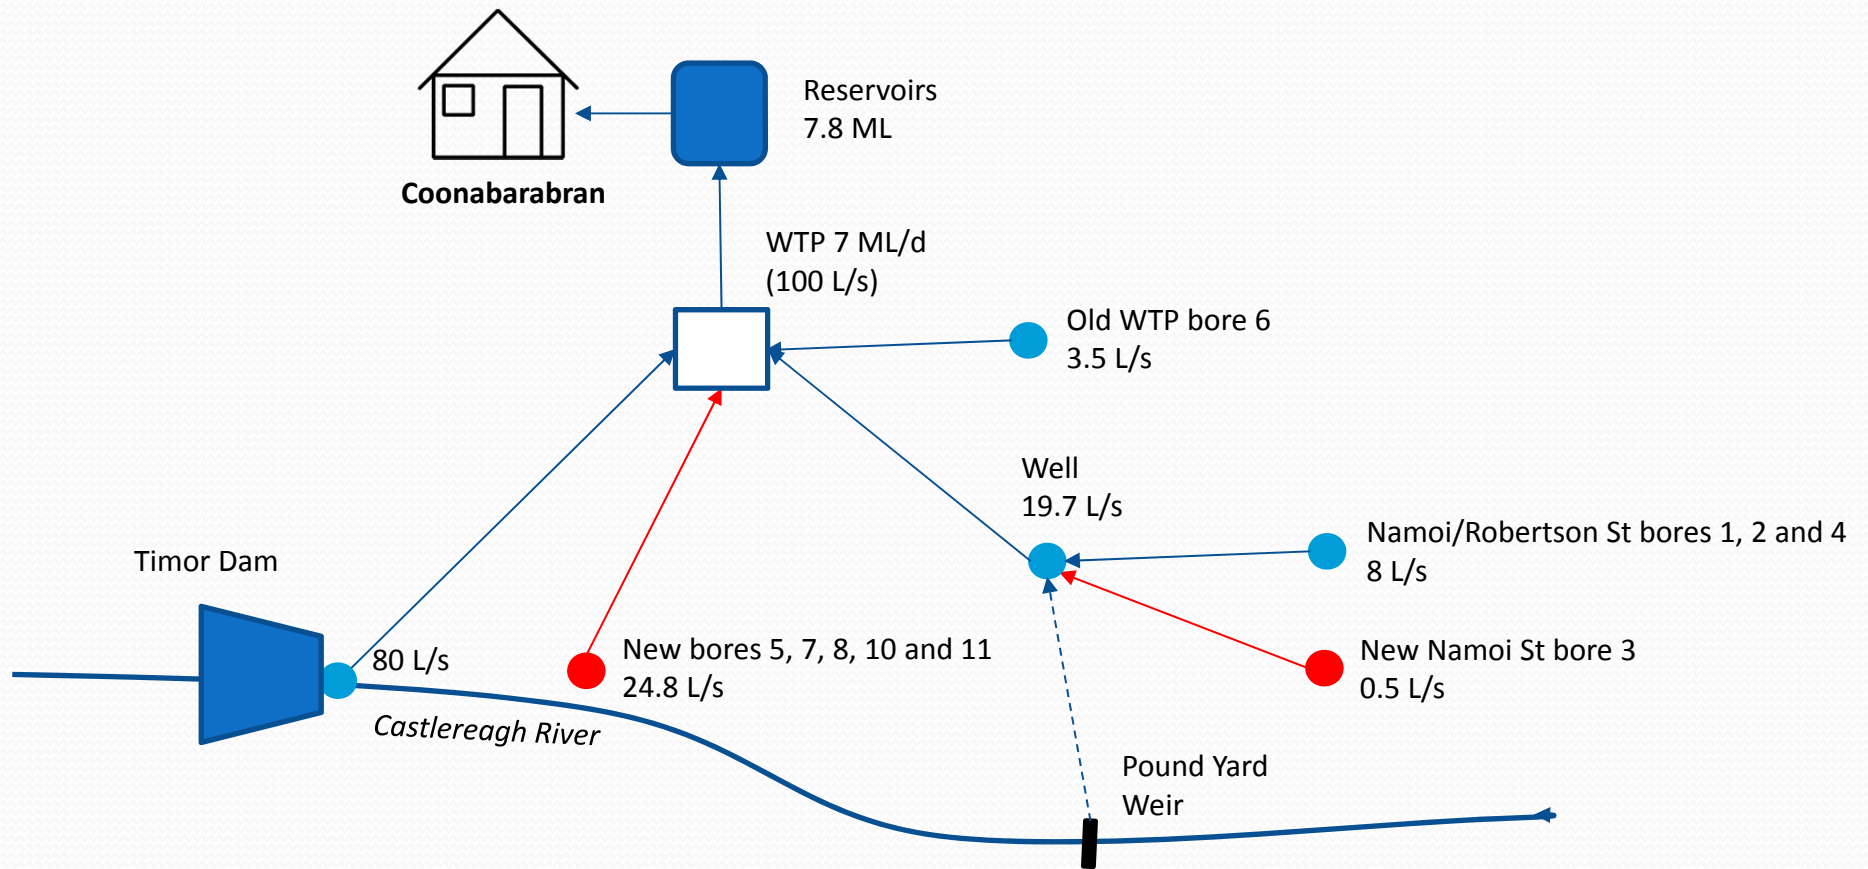 Reservoirs
7.8 ML
Coonabarabran
WTP 7 ML/d
(100 L/s)
Old WTP bore 6
3.5 L/s
Well
19.7 L/s
Namoi/Robertson St bores 1, 2 and 4
8 L/s
Timor Dam
80 L/s
New bores 5, 7, 8, 10 and 11
24.8 L/s
New Namoi St bore 3
0.5 L/s
Castlereagh River
Pound Yard
Weir